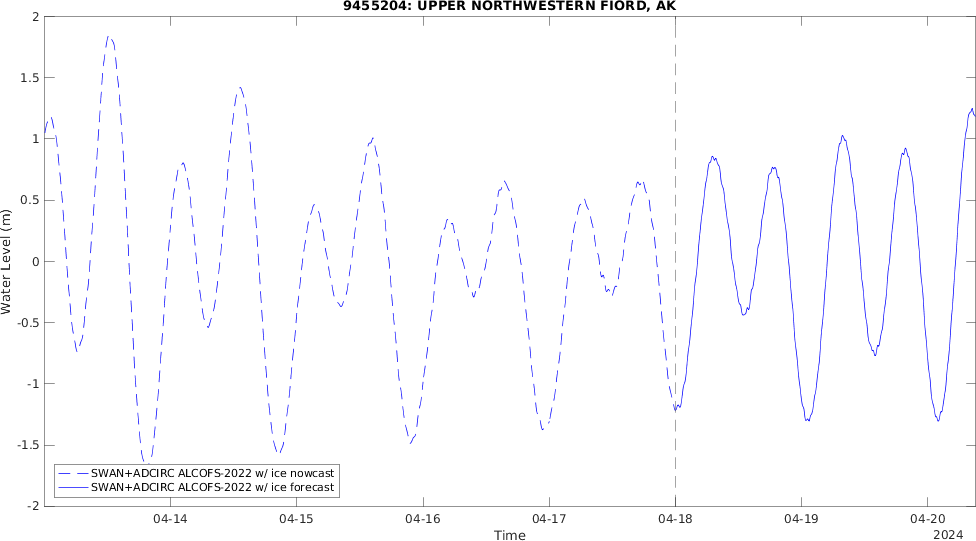 9455204: UPPER NORTHWESTERN FIORD, AK
2
1.5
1
0.5
0
-0.5
-1
-1.5
-2
Water Level (m)
SWAN+ADCIRC ALCOFS-2022 w/ ice nowcast
SWAN+ADCIRC ALCOFS-2022 w/ ice forecast
04-14 04-15 04-16 04-17 04-18 04-19 04-20
Time
2024